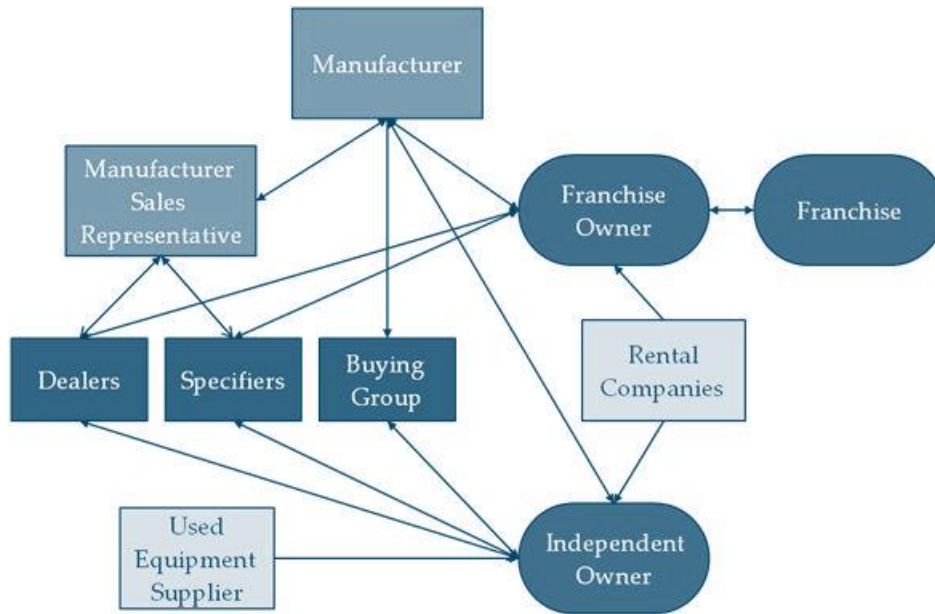 Manufacturer
Manufacturer
Sales
Representative
Franchise
Owner
Franchise
Dealers
Specifiers
Buying
Group
Rental
Companies
Used
Equipment
Supplier
Independent
Owner